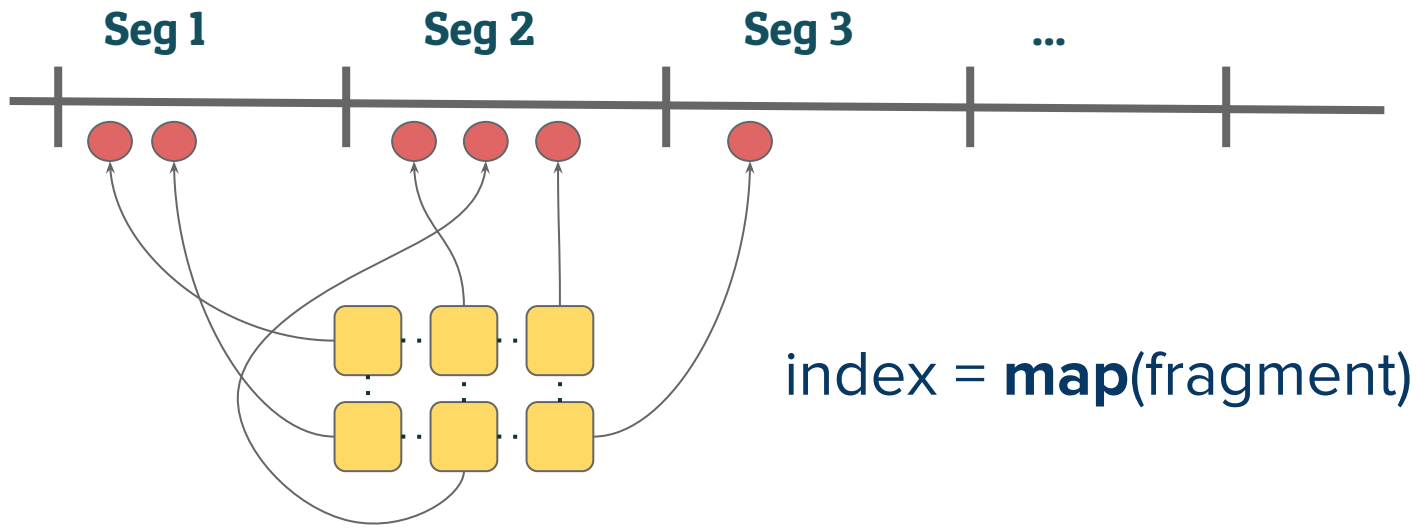 Seg 1 Seg 2 Seg 3 ...
index = map(fragment)